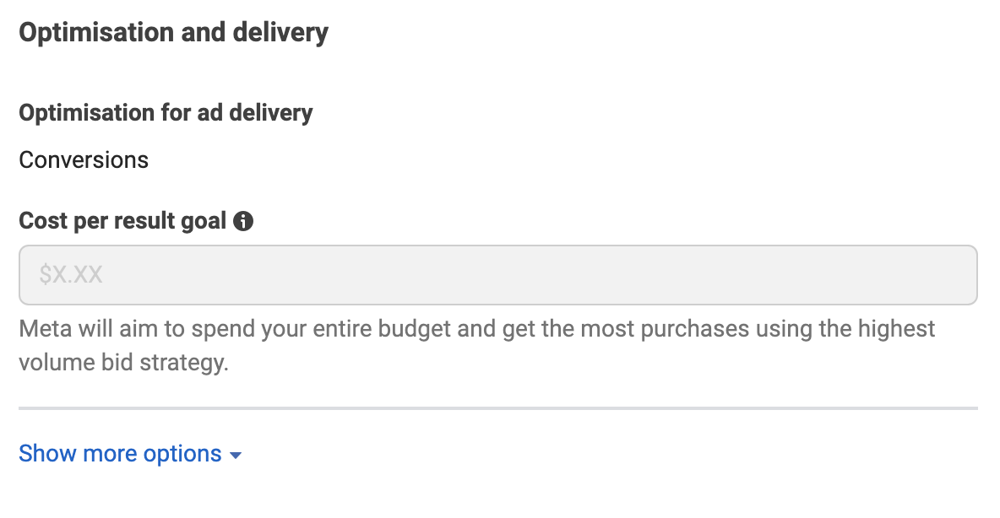 Optimisation and delivery
Optimisation for ad delivery
Conversions
Cost per result goal
$X.XX
Meta will aim to spend your entire budget and get the most purchases using the highest
volume bid strategy.
Show more options